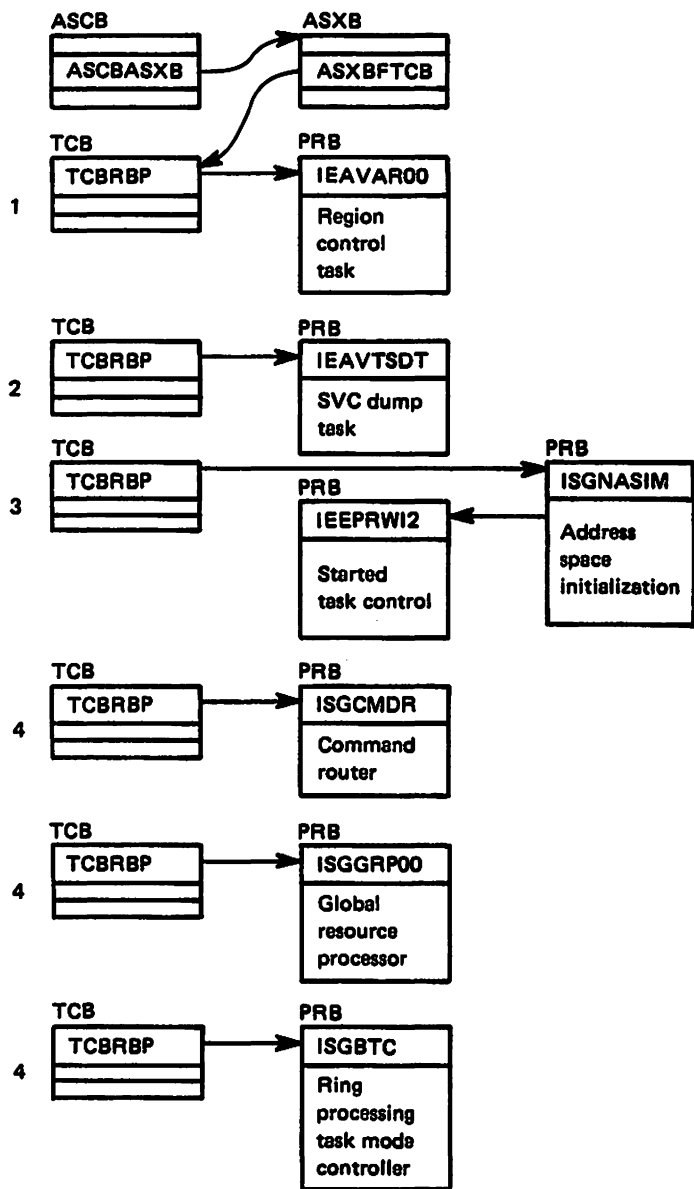 ASCB
ASXB
ASCBASXB
ASXBFTCB
TCB
PRB
1
TCBRBP
IEAVAR00
Region
control
task
TCB
PRB
2
TCBRBP
IEAVTSDT
SVC dump
task
TCB
PRB
3
TCBRBP
ISGNASIM
Address
space
initialization
PRB
IEEPRWI2
Started
task control
TCB
PRB
4
TCBRBP
ISGCMDR
Command
router
TCB
PRB
4
TCBRBP
ISGGRP00
Global
resource
processor
TCB
PRB
4
TCBRBP
ISGBTC
Ring
processing
task mode
controller